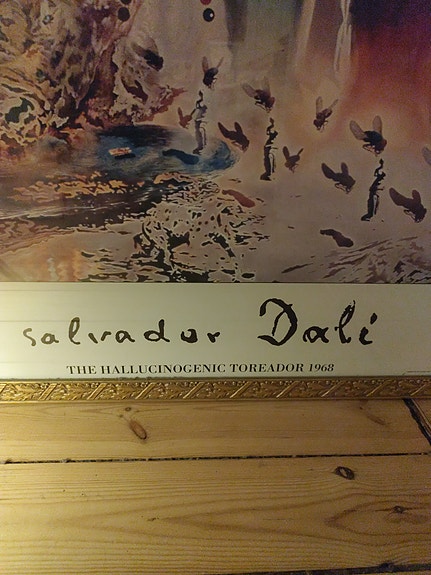 salvador Dalí
THE HALLUCINOGENIC TOREADOR 1968